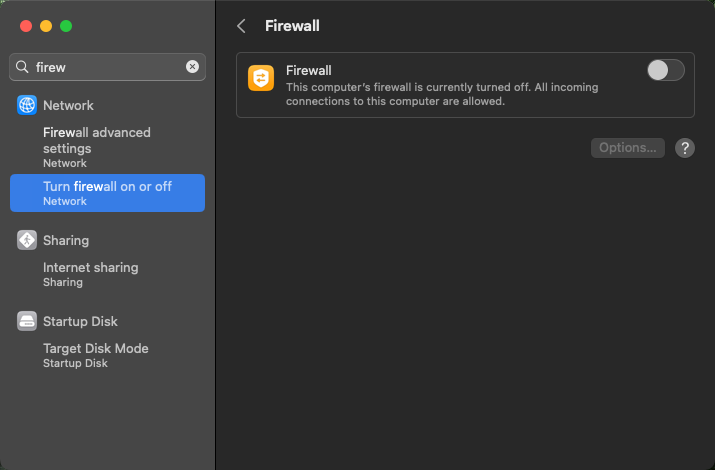 firew
Network
Firewall advanced
settings
Network
Turn firewall on or off
Network
Sharing
Internet sharing
Sharing
Startup Disk
Target Disk Mode
Startup Disk
Firewall
Firewall
This computer's firewall is currently turned off. All incoming
connections to this computer are allowed.
Options...
?